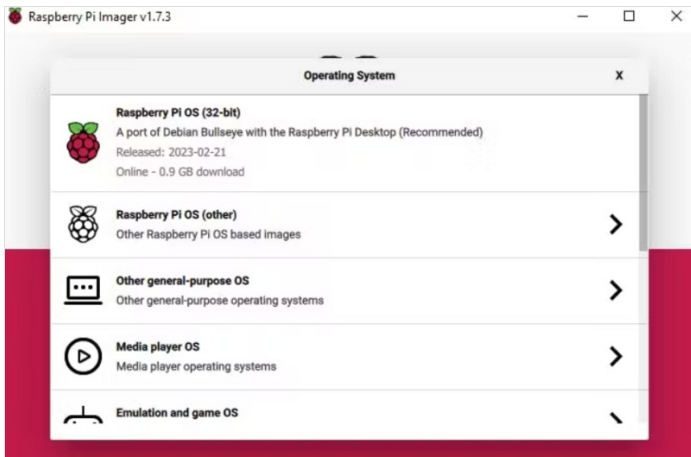 Raspberry Pi Imager v1.7.3
Operating System
X
Raspberry Pi OS (32-bit)
A port of Debian Bullseye with the Raspberry Pi Desktop (Recommended)
Released: 2023-02-21
Online - 0.9 GB download
Raspberry Pi OS (other)
Other Raspberry Pi OS based images
Other general-purpose OS
Other general-purpose operating systems
Media player OS
Media player operating systems
Emulation and game OS